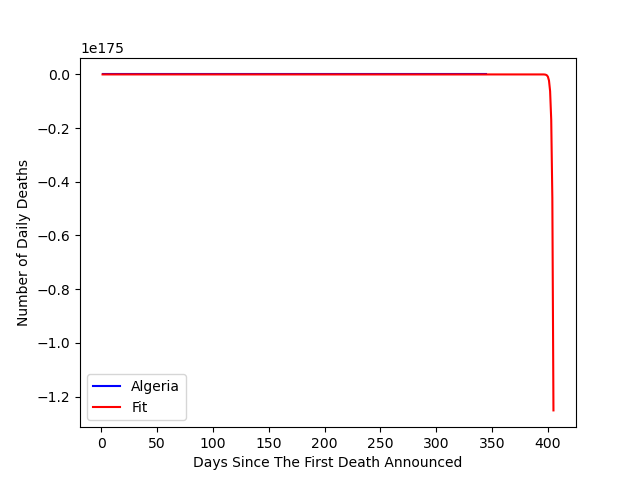 1e175
0.0
−0.2
−0.4
−0.6
−0.8
−1.0
−1.2
Number of Daily Deaths
Algeria
Fit
0 50 100 150 200 250 300 350 400
Days Since The First Death Announced